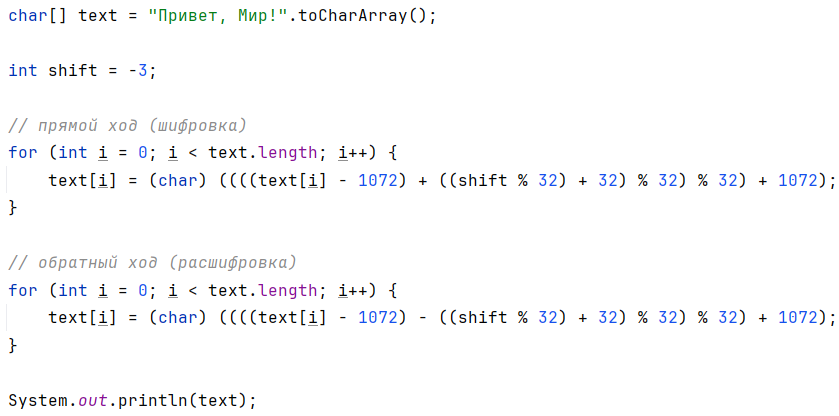 char[] text = "Привет, Мир!".toCharArray();
int shift = -3;
// прямой ход (шифровка)
for (int i = 0; i < text.length; i++) {
    text[i] = (char) ((((text[i] - 1072) + ((shift % 32) + 32) % 32) % 32) + 1072);
}
// обратный ход (расшифровка)
for (int i = 0; i < text.length; i++) {
    text[i] = (char) ((((text[i] - 1072) - ((shift % 32) + 32) % 32) % 32) + 1072);
}
System.out.println(text);